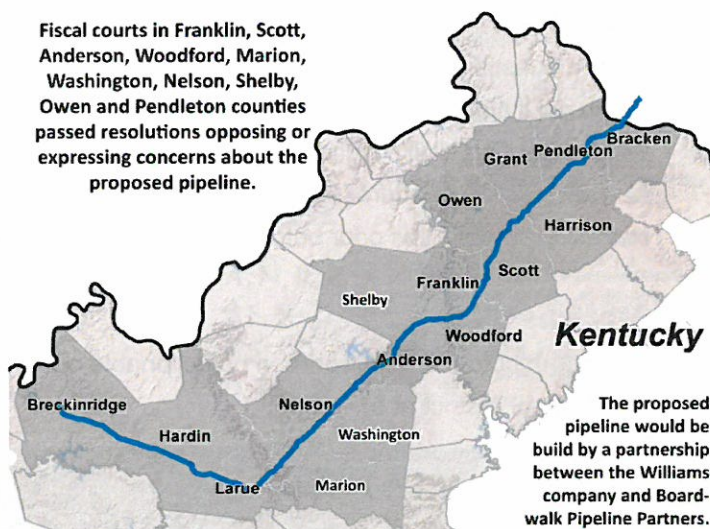 Fiscal courts in Franklin, Scott,
Anderson, Woodford, Marion,
Washington, Nelson, Shelby,
Owen and Pendleton counties
passed resolutions opposing or
expressing concerns about the
proposed pipeline.
Bracken
Pendleton
Grant
Owen
Harrison
Scott
Franklin
Shelby
Woodford
Kentucky
Anderson
Breckinridge
Nelson
Hardin
Washington
Larue
Marion
The proposed
pipeline would be
build by a partnership
between the Williams
company and Board-
walk Pipeline Partners.